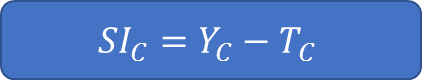 SI_C = Y_C − T_C